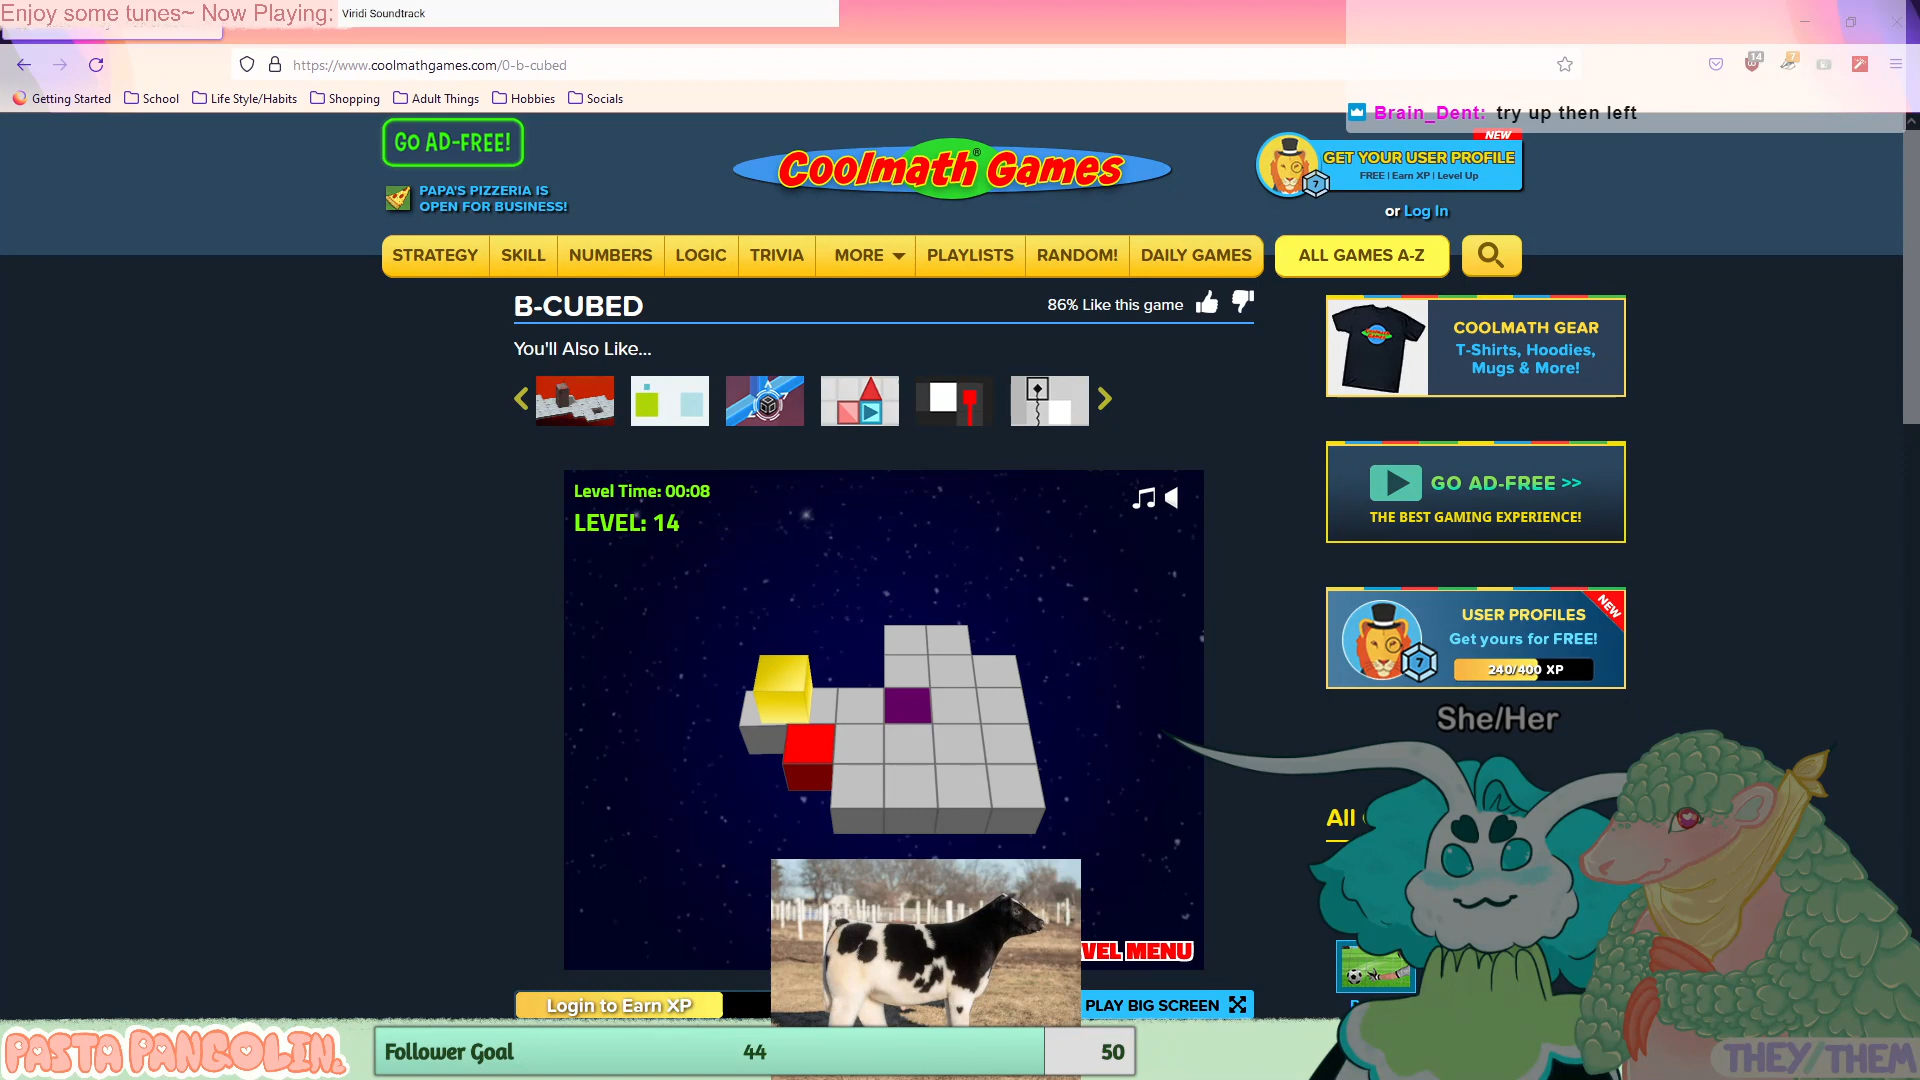 Enjoy some tunes~ Now Playing: Viridi Soundtrack
https://www.coolmathgames.com/0-b-cubed
14
7
Getting Started School Life Style/Habits Shopping Adult Things Hobbies Socials
Brain_Dent: try up then left
GO AD-FREE!
PAPA'S PIZZERIA IS
OPEN FOR BUSINESS!
Coolmath Games®
NEW
GET YOUR USER PROFILE
FREE | Earn XP | Level Up
7
or Log In
STRATEGY SKILL NUMBERS LOGIC TRIVIA MORE PLAYLISTS RANDOM! DAILY GAMES ALL GAMES A-Z
B-CUBED
86% Like this game
You'll Also Like...
COOLMATH GEAR
T-Shirts, Hoodies,
Mugs & More!
Level Time: 00:08
LEVEL: 14
GO AD-FREE >>
THE BEST GAMING EXPERIENCE!
NEW
USER PROFILES
Get yours for FREE!
7
240/400 XP
She/Her
All
VEL MENU
Login to Earn XP
PLAY BIG SCREEN
PASTA PANGOLIN
Follower Goal 44 50
THEY/THEM